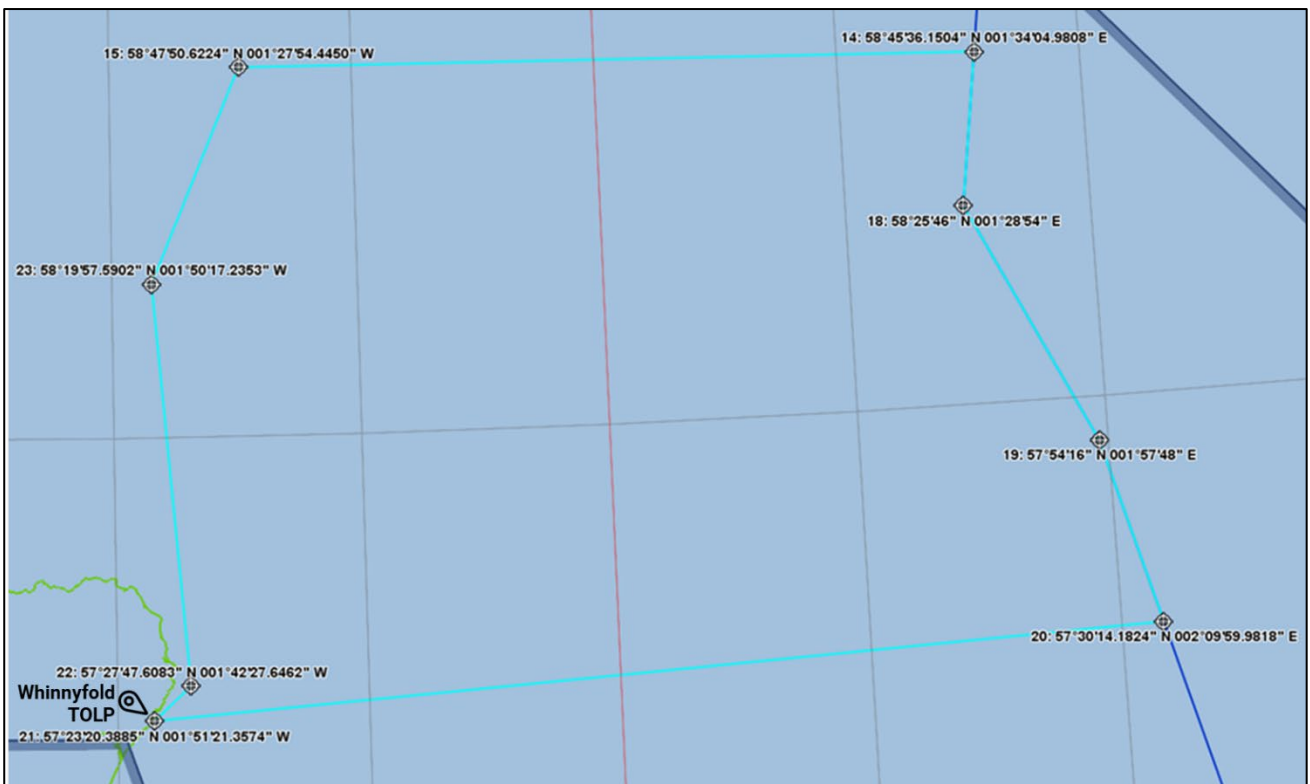 15: 58°47'50.6224" N 001°27'54.4450" W
14: 58°45'36.1504" N 001°34'04.9808" E
18: 58°25'46" N 001°28'54" E
23: 58°19'57.5902" N 001°50'17.2353" W
19: 57°54'16" N 001°57'48" E
20: 57°30'14.1824" N 002°09'59.9818" E
22: 57°27'47.6083" N 001°42'27.6462" W
Whinnyfold
TOLP
21: 57°23'20.3885" N 001°51'21.3574" W